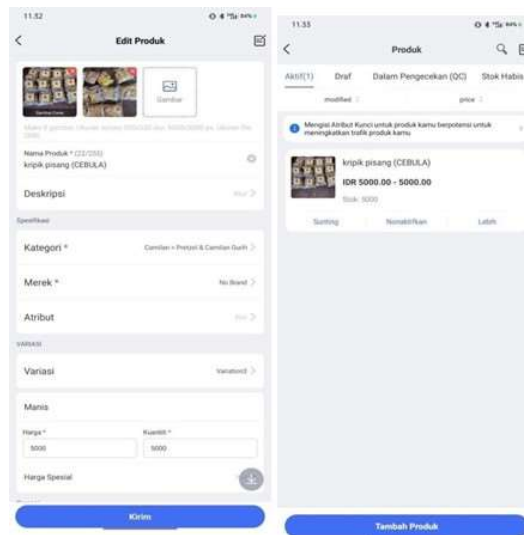 11.32
Edit Produk
Gambar
Nama Produk * (22/255)
kripik pisang (CEBULA)
Deskripsi
Spesifikasi
Kategori *
Camilan > Pretzel & Camilan Gurih
Merek *
No Brand
Atribut
VARIASI
Variasi
Manis
Harga *
Kuantiti *
5000
5000
Harga Spesial
Kirim
11.33
Produk
Aktif(1)
Draf
Dalam Pengecekan (QC)
Stok Habis
modified
price
Mengisi Atribut Kunci untuk produk kamu berpotensi untuk
meningkatkan trafik produk kamu
kripik pisang (CEBULA)
IDR 5000.00 - 5000.00
Stok: 5000
Sunting
Nonaktifkan
Lebih
Tambah Produk